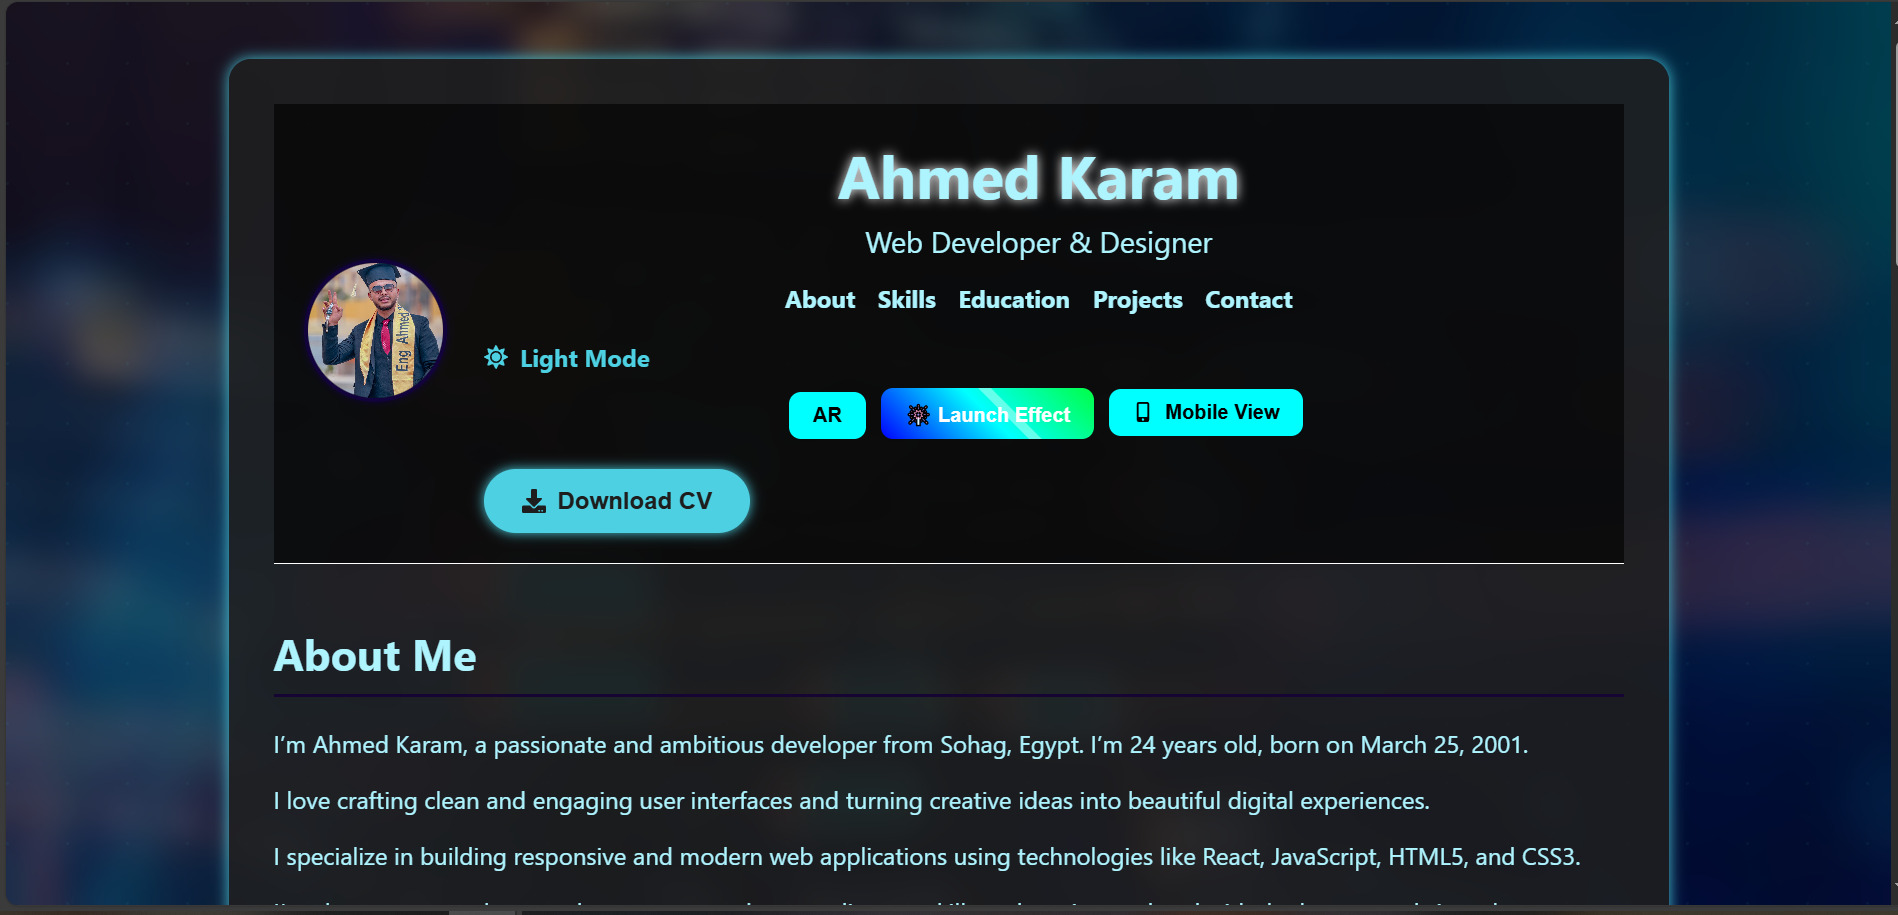 Ahmed Karam
Web Developer & Designer
About Skills Education Projects Contact
Eng Ahmed
Light Mode
AR Launch Effect Mobile View
Download CV
About Me
I’m Ahmed Karam, a passionate and ambitious developer from Sohag, Egypt. I’m 24 years old, born on March 25, 2001.
I love crafting clean and engaging user interfaces and turning creative ideas into beautiful digital experiences.
I specialize in building responsive and modern web applications using technologies like React, JavaScript, HTML5, and CSS3.